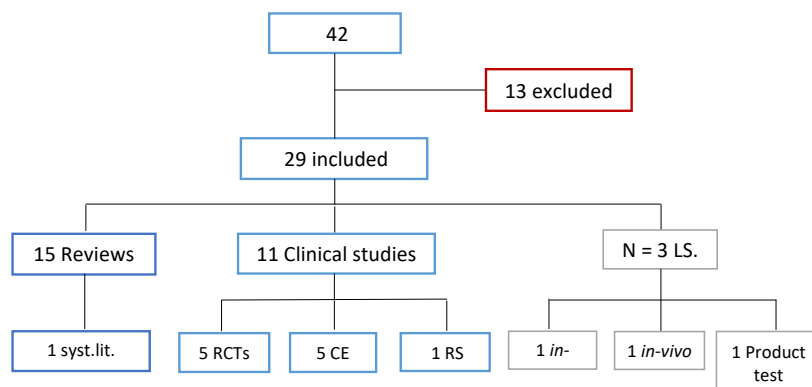 42
13 excluded
29 included
15 Reviews
11 Clinical studies
N = 3 LS.
1 syst.lit.
5 RCTs
5 CE
1 RS
1 in-
1 in-vivo
1 Product
test